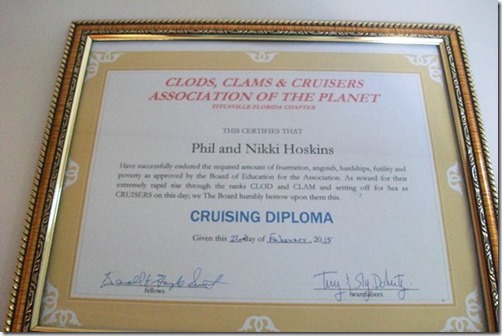 CLODS, CLAMS & CRUISERS
ASSOCIATION OF THE PLANET
TITUSVILLE FLORIDA CHAPTER
THIS CERTIFIES THAT
Phil and Nikki Hoskins
Have successfully endured the required amount of frustration, anguish, hardships, futility and
poverty as approved by the Board of Education for the Association. As reward for their
extremely rapid rise through the ranks CLOD and CLAM and setting off for Sea as
CRUISERS on this day; we The Board humbly bestow upon them this.
CRUISING DIPLOMA
Given this day of February, 2015
Terry & Sly Doherty
fellows